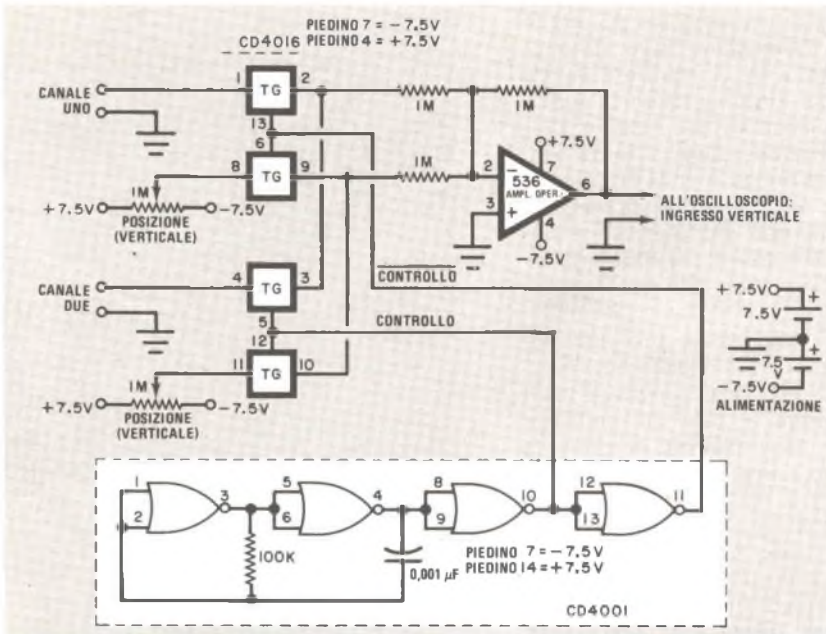 PIEDINO 7 = -7.5V
CD4016 PIEDINO 4 = +7.5V
CANALE UNO
1 TG 2
13
6
8 TG 9
1M
+7.5V -7.5V
POSIZIONE (VERTICALE)
1M
1M
1M
+7.5V
7
2 -
536
AMPL. OPER.
6
3 +
4
-7.5V
ALL'OSCILLOSCOPIO:
INGRESSO VERTICALE
CANALE DUE
4 TG 3
5
12
11 TG 10
1M
+7.5V -7.5V
POSIZIONE (VERTICALE)
CONTROLLO
CONTROLLO
+7.5V +
7.5V
+
7.5 V
-7.5V
ALIMENTAZIONE
1
2
3
5
6
4
8
9
10
12
13
11
100K
0,001 µF
PIEDINO 7 = -7.5V
PIEDINO 14 = +7.5V
CD4001